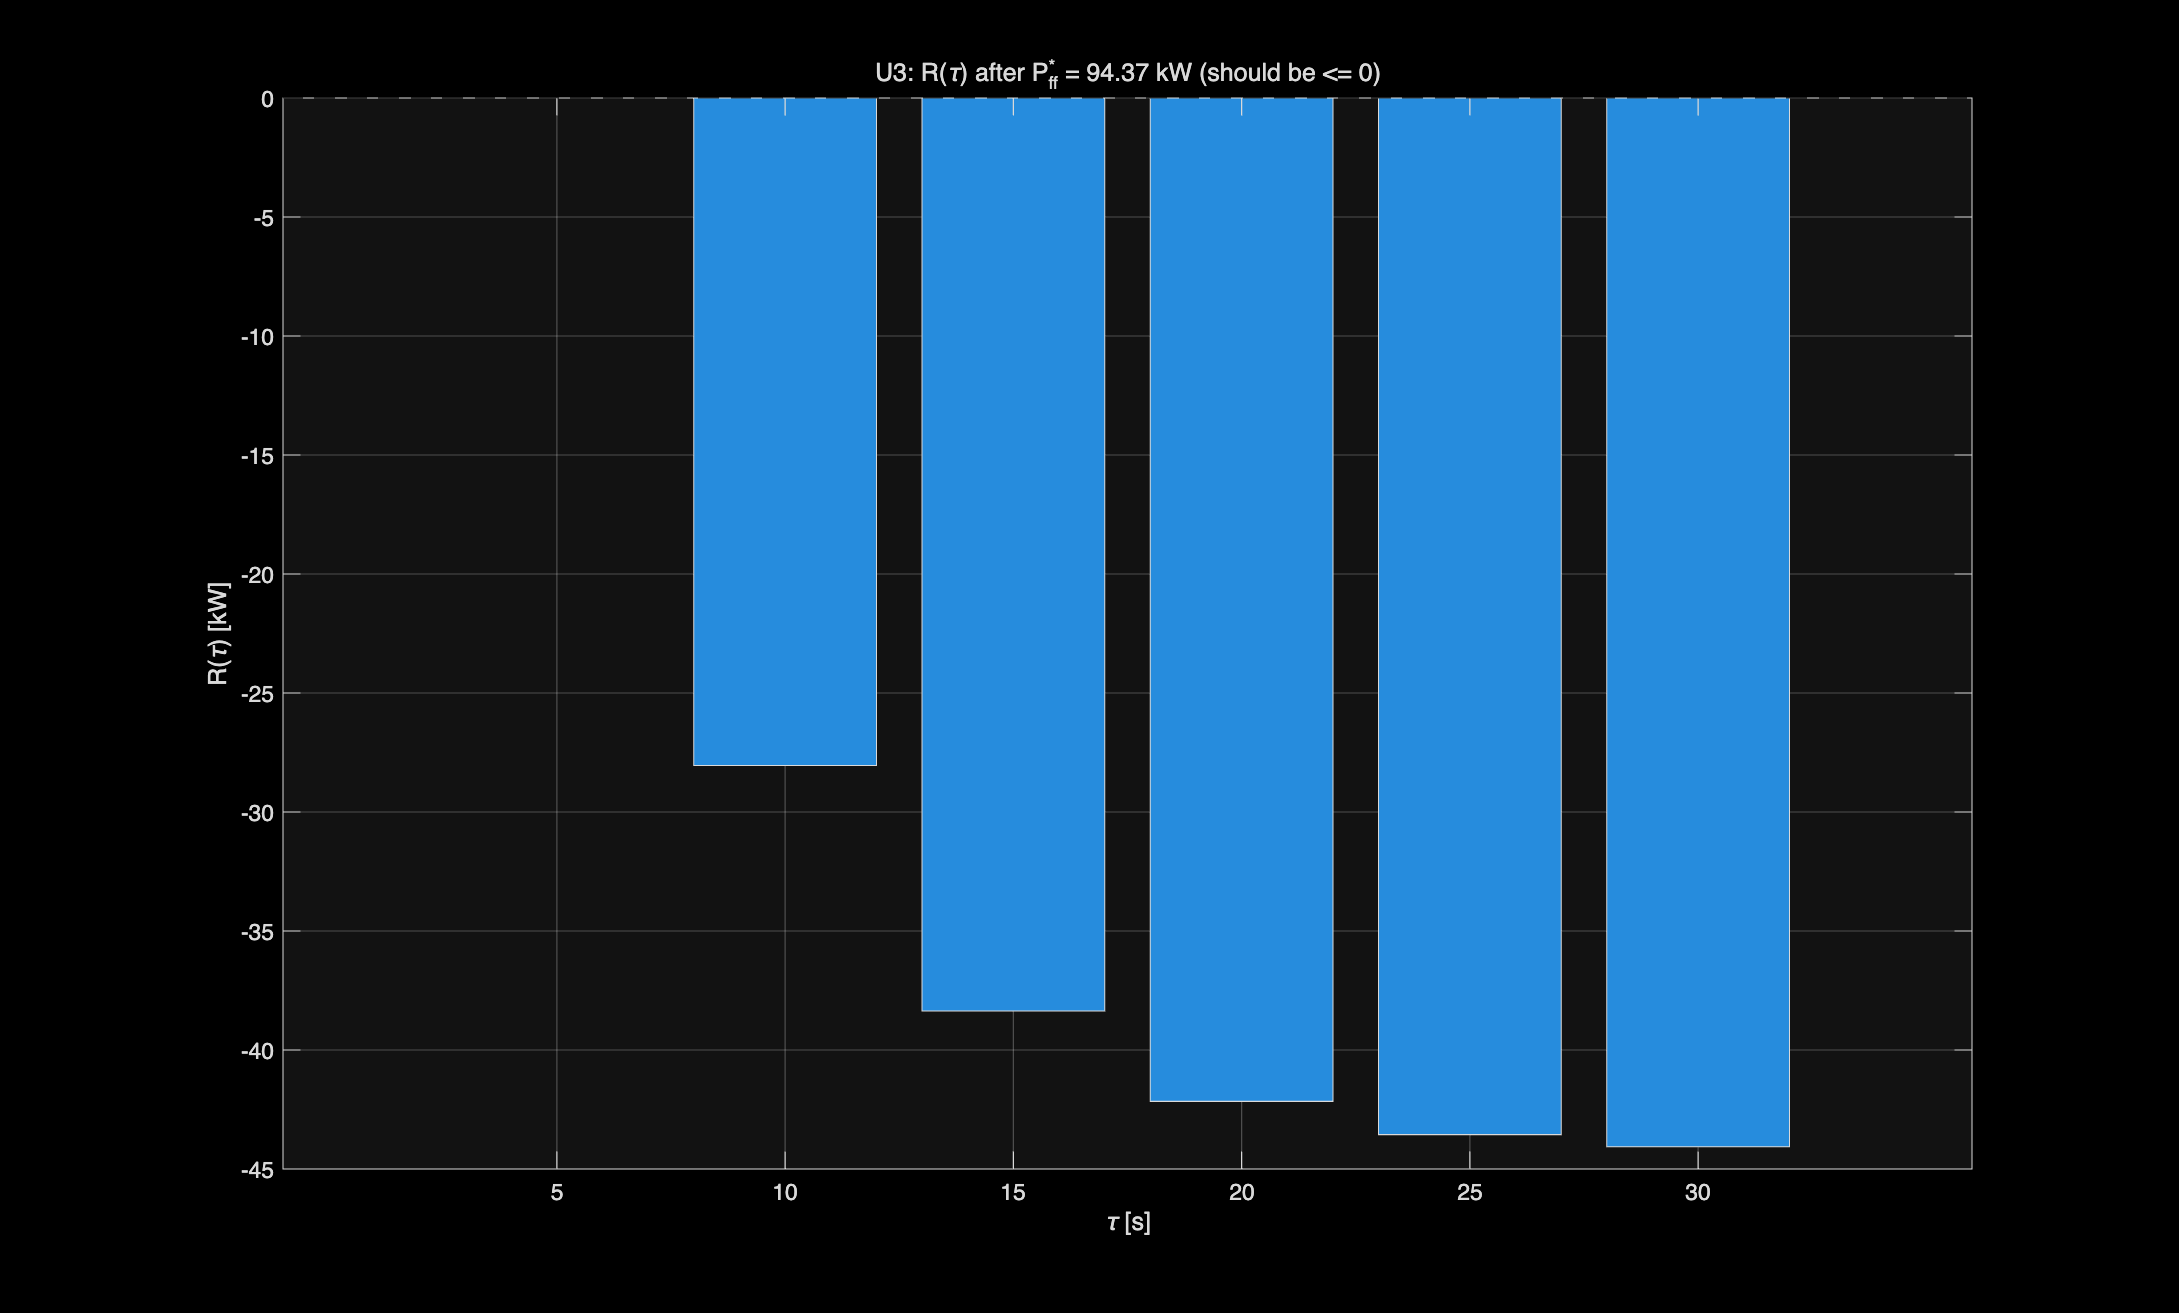 U3: R(τ) after P*ff = 94.37 kW (should be <= 0)
0
-5
-10
-15
-20
-25
-30
-35
-40
-45
R(τ) [kW]
5 10 15 20 25 30
τ [s]